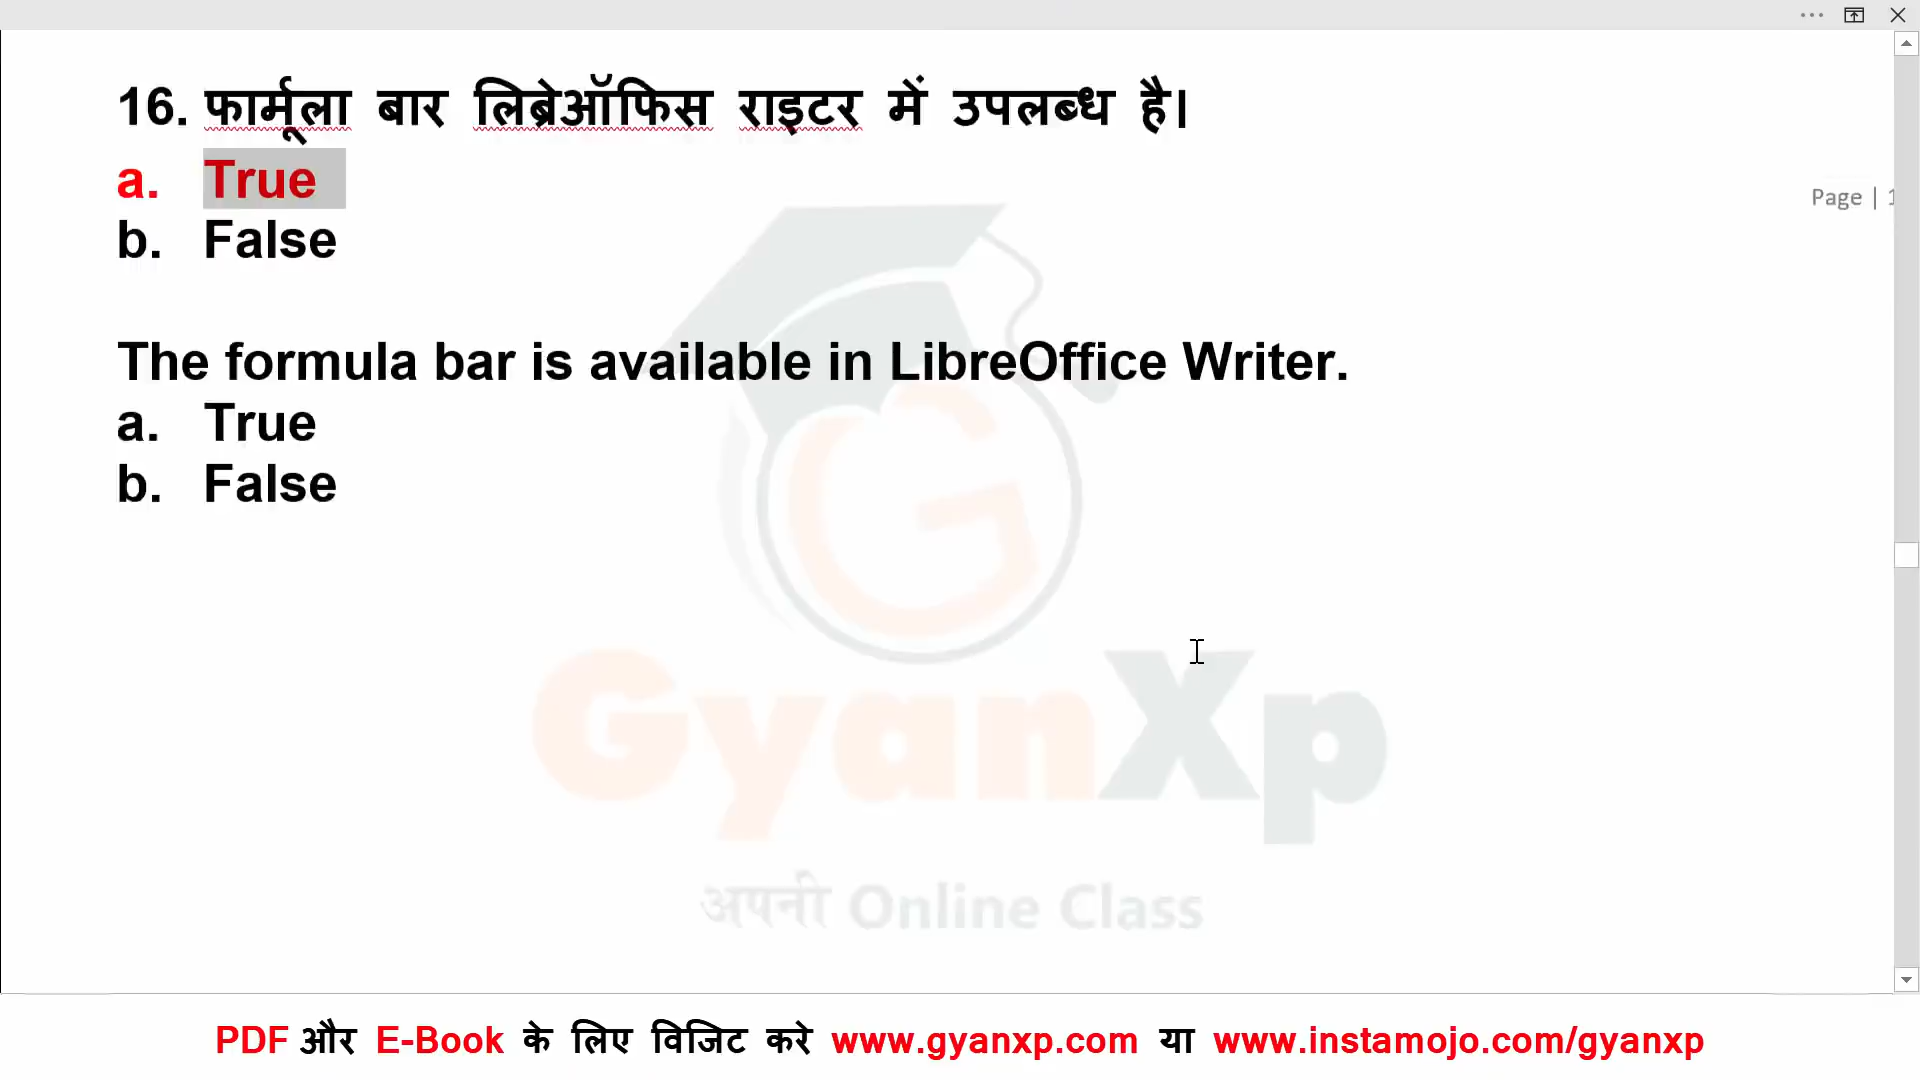 16. फार्मूला बार लिब्रेऑफिस राइटर में उपलब्ध है।
a. True
Page | 1
b. False
The formula bar is available in LibreOffice Writer.
a. True
b. False
G
GyanXp
अपनी Online Class
PDF और E-Book के लिए विजिट करे www.gyanxp.com या www.instamojo.com/gyanxp